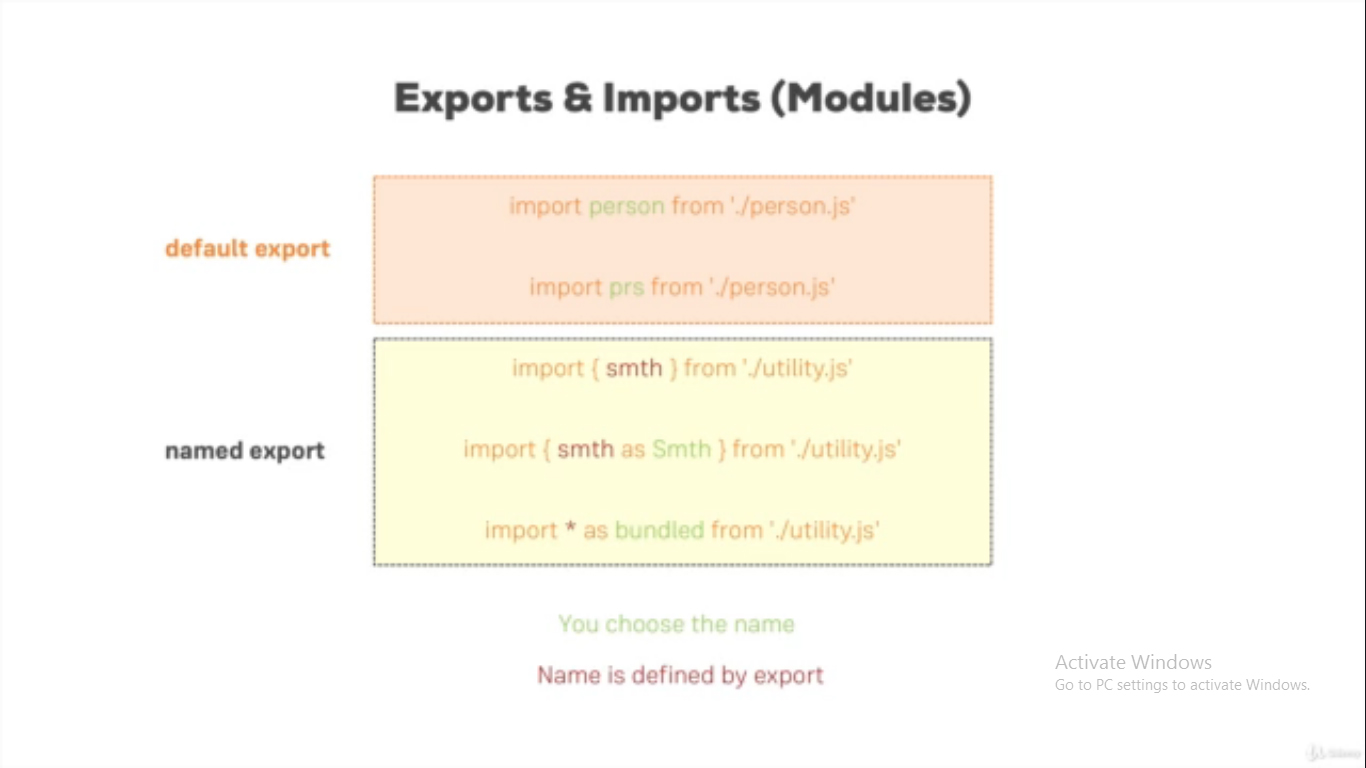 Exports & Imports (Modules)
default export
import person from './person.js'
import prs from './person.js'
named export
import { smth } from './utility.js'
import { smth as Smth } from './utility.js'
import * as bundled from './utility.js'
You choose the name
Name is defined by export
Activate Windows
Go to PC settings to activate Windows.